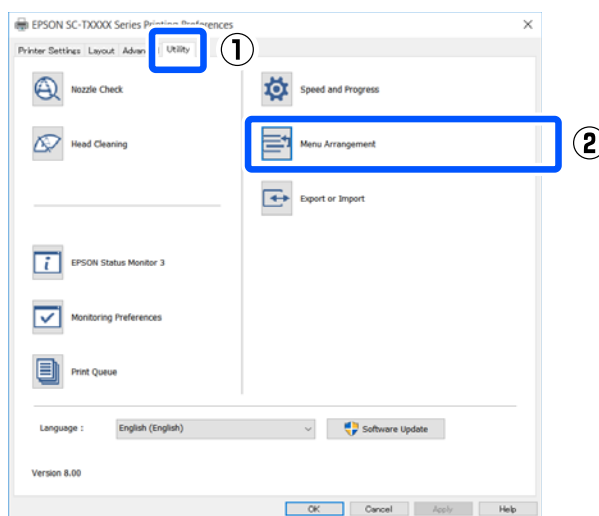 EPSON SC-TXXXX Series Printing Preferences
Printer Settings Layout Advan Utility
①
Nozzle Check
Speed and Progress
Head Cleaning
Menu Arrangement
②
Export or Import
EPSON Status Monitor 3
Monitoring Preferences
Print Queue
Language : English (English) Software Update
Version 8.00
OK Cancel Apply Help